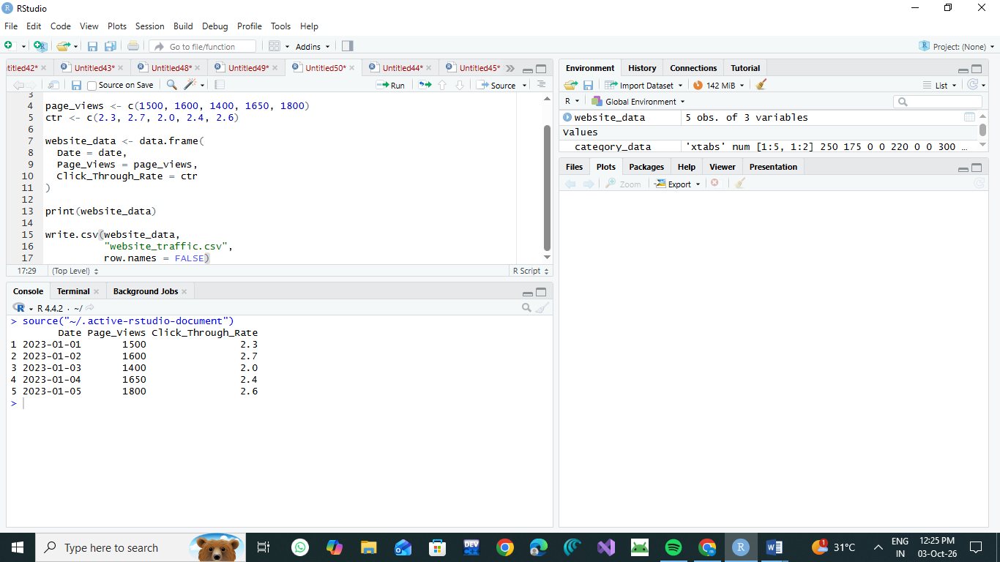 RStudio
File Edit Code View Plots Session Build Debug Profile Tools Help
Go to file/function Addins Project: (None)
ntitled42* Untitled43* Untitled48* Untitled49* Untitled50* Untitled44* Untitled45*
Source on Save Run Source
3
4 page_views <- c(1500, 1600, 1400, 1650, 1800)
5 ctr <- c(2.3, 2.7, 2.0, 2.4, 2.6)
6
7 website_data <- data.frame(
8 Date = date,
9 Page_Views = page_views,
10 Click_Through_Rate = ctr
11 )
12
13 print(website_data)
14
15 write.csv(website_data,
16 "website_traffic.csv",
17 row.names = FALSE)
17:29 (Top Level) R Script
Console Terminal Background Jobs
R 4.4.2 · ~/
> source("~/.active-rstudio-document")
Date Page_Views Click_Through_Rate
1 2023-01-01 1500 2.3
2 2023-01-02 1600 2.7
3 2023-01-03 1400 2.0
4 2023-01-04 1650 2.4
5 2023-01-05 1800 2.6
>
Environment History Connections Tutorial
Import Dataset 142 MiB List
R Global Environment
website_data 5 obs. of 3 variables
Values
category_data 'xtabs' num [1:5, 1:2] 250 175 0 0 220 0 0 300 …
Files Plots Packages Help Viewer Presentation
Zoom Export
Type here to search
DEV
1 31°C
ENG
IN
12:25 PM
03-Oct-26